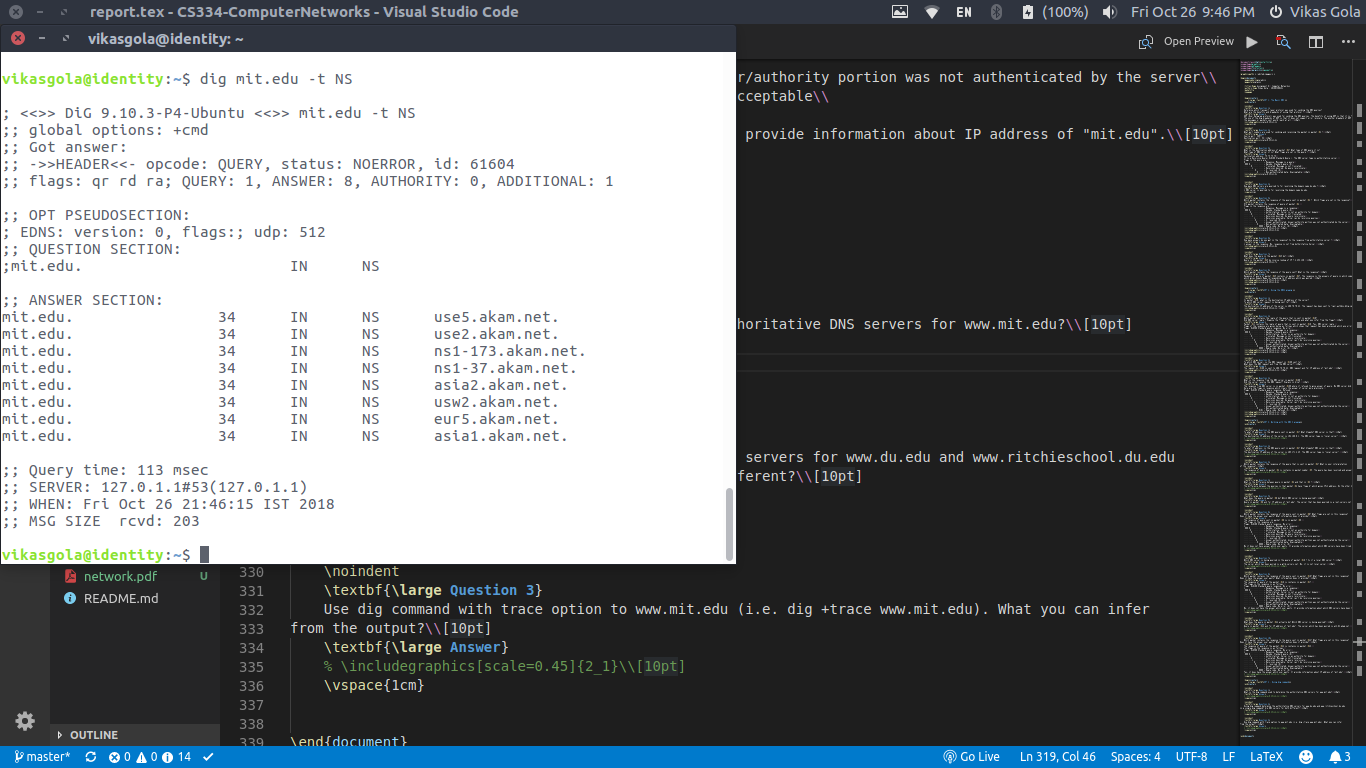 report.tex - CS334-ComputerNetworks - Visual Studio Code
EN
(100%)
Fri Oct 26 9:46 PM
Vikas Gola
vikasgola@identity: ~
Open Preview
vikasgola@identity:~$ dig mit.edu -t NS
; <<>> DiG 9.10.3-P4-Ubuntu <<>> mit.edu -t NS
;; global options: +cmd
;; Got answer:
;; ->>HEADER<<- opcode: QUERY, status: NOERROR, id: 61604
;; flags: qr rd ra; QUERY: 1, ANSWER: 8, AUTHORITY: 0, ADDITIONAL: 1
;; OPT PSEUDOSECTION:
; EDNS: version: 0, flags:; udp: 512
;; QUESTION SECTION:
;mit.edu. IN NS
;; ANSWER SECTION:
mit.edu. 34 IN NS use5.akam.net.
mit.edu. 34 IN NS use2.akam.net.
mit.edu. 34 IN NS ns1-173.akam.net.
mit.edu. 34 IN NS ns1-37.akam.net.
mit.edu. 34 IN NS asia2.akam.net.
mit.edu. 34 IN NS usw2.akam.net.
mit.edu. 34 IN NS eur5.akam.net.
mit.edu. 34 IN NS asia1.akam.net.
;; Query time: 113 msec
;; SERVER: 127.0.1.1#53(127.0.1.1)
;; WHEN: Fri Oct 26 21:46:15 IST 2018
;; MSG SIZE rcvd: 203
vikasgola@identity:~$
r/authority portion was not authenticated by the server\\
cceptable\\
provide information about IP address of "mit.edu".\\[10pt]
horitative DNS servers for www.mit.edu?\\[10pt]
servers for www.du.edu and www.ritchieschool.du.edu
ferent?\\[10pt]
network.pdf U
README.md
OUTLINE
330 \noindent
331 \textbf{\large Question 3}
332 Use dig command with trace option to www.mit.edu (i.e. dig +trace www.mit.edu). What you can infer
333 from the output?\\[10pt]
334 \textbf{\large Answer}
335 % \includegraphics[scale=0.45]{2_1}\\[10pt]
336 \vspace{1cm}
337
338
339 \end{document}
master* 0 0 14
Go Live
Ln 319, Col 46
Spaces: 4
UTF-8
LF
LaTeX
3